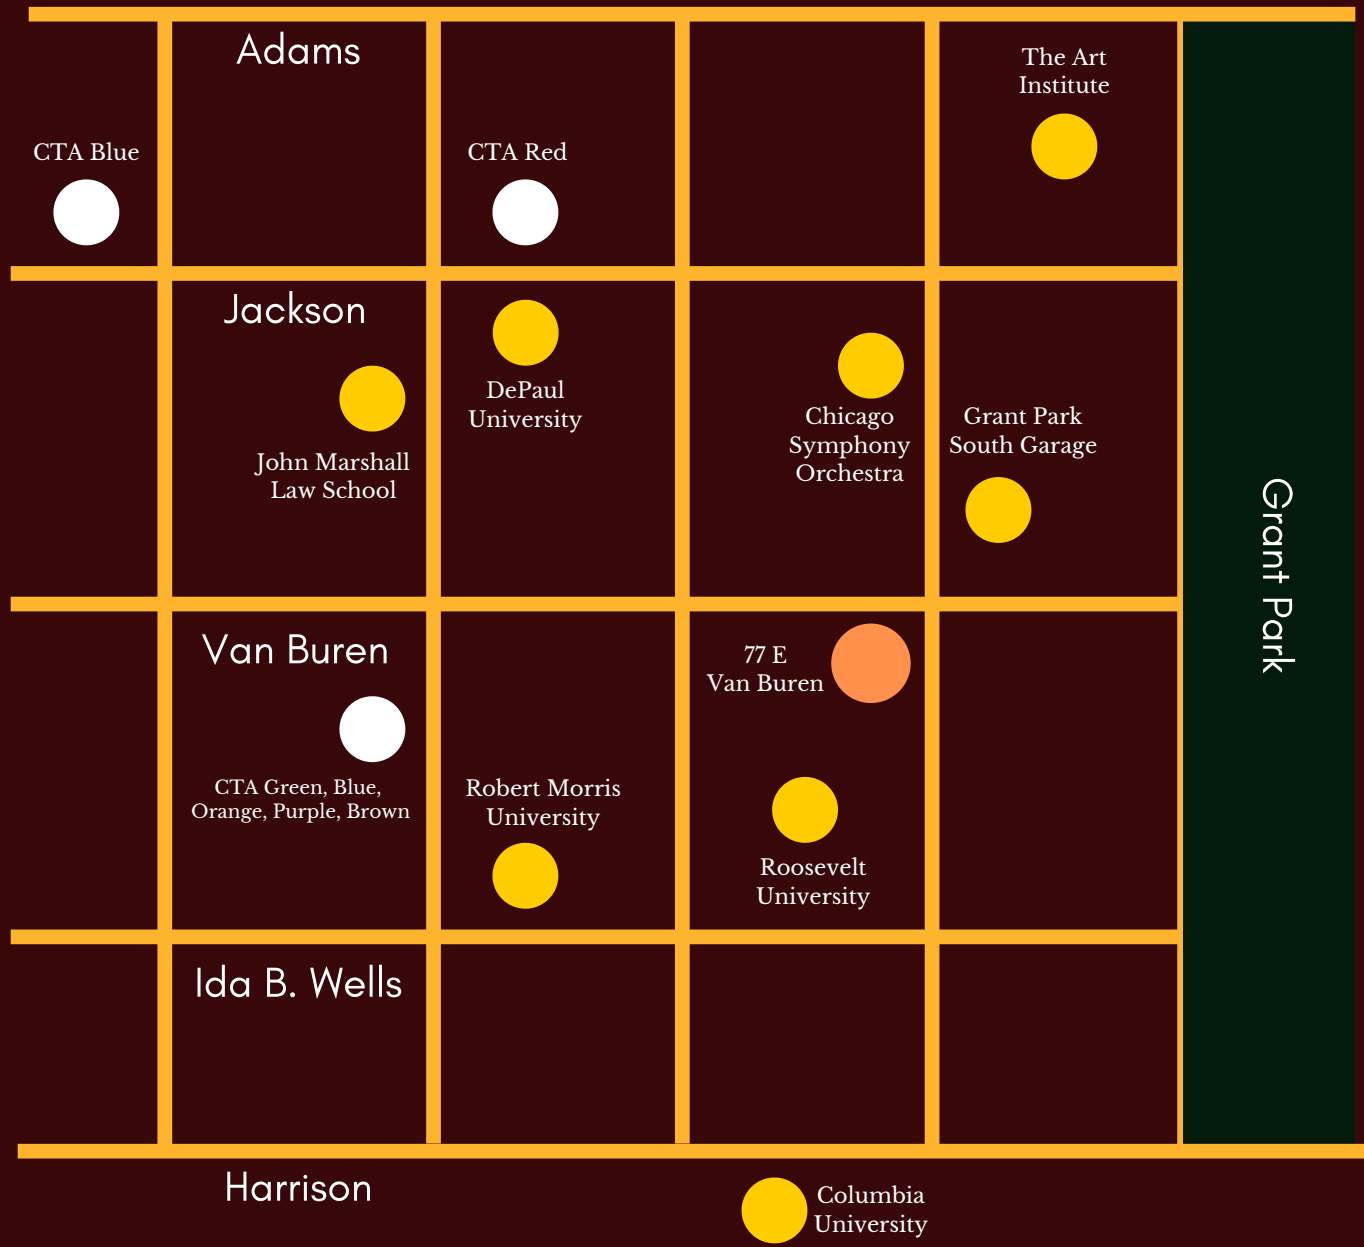 Adams
The Art
Institute
CTA Blue
CTA Red
Jackson
DePaul
University
John Marshall
Law School
Chicago
Symphony
Orchestra
Grant Park
South Garage
Grant Park
Van Buren
77 E
Van Buren
CTA Green, Blue,
Orange, Purple, Brown
Robert Morris
University
Roosevelt
University
Ida B. Wells
Harrison
Columbia
University